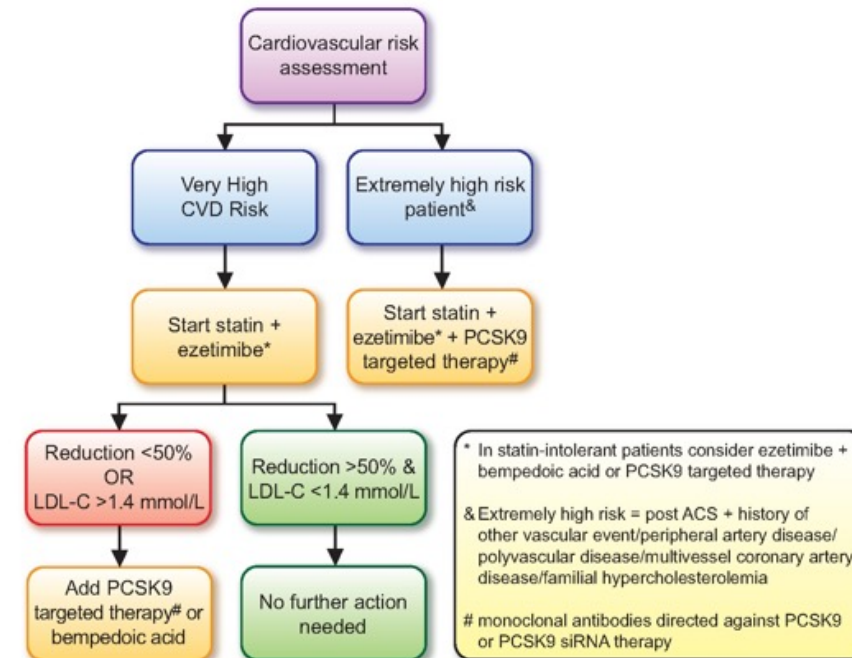 Cardiovascular risk
assessment
Very High
CVD Risk
Extremely high risk
patient&
Start statin +
ezetimibe*
Start statin +
ezetimibe* + PCSK9
targeted therapy#
Reduction <50%
OR
LDL-C >1.4 mmol/L
Reduction >50% &
LDL-C <1.4 mmol/L
Add PCSK9
targeted therapy# or
bempedoic acid
No further action
needed
* In statin-intolerant patients consider ezetimibe +
bempedoic acid or PCSK9 targeted therapy
& Extremely high risk = post ACS + history of
other vascular event/peripheral artery disease/
polyvascular disease/multivessel coronary artery
disease/familial hypercholesterolemia
# monoclonal antibodies directed against PCSK9
or PCSK9 siRNA therapy